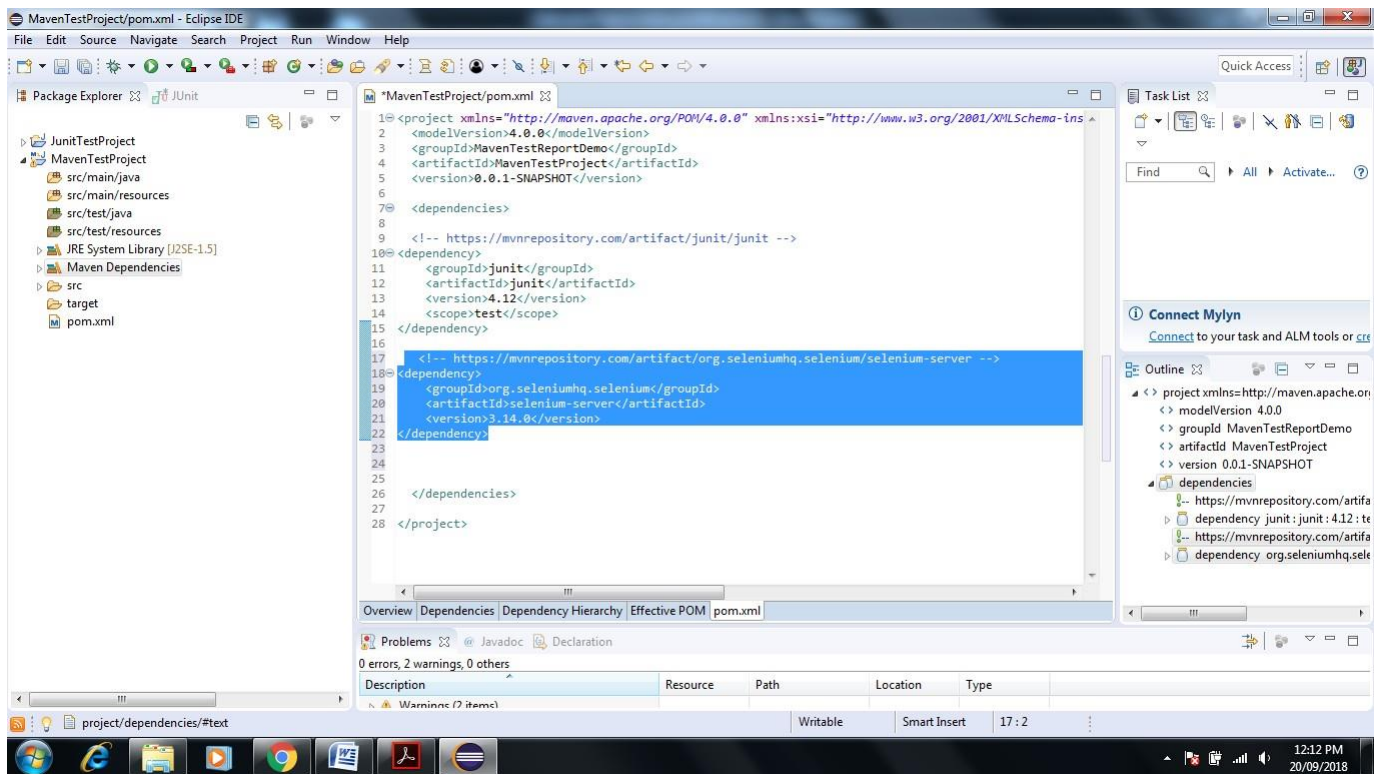 MavenTestProject/pom.xml - Eclipse IDE
File Edit Source Navigate Search Project Run Window Help
Quick Access
Package Explorer JUnit
JunitTestProject
MavenTestProject
src/main/java
src/main/resources
src/test/java
src/test/resources
JRE System Library [J2SE-1.5]
Maven Dependencies
src
target
pom.xml
*MavenTestProject/pom.xml
1 <project xmlns="http://maven.apache.org/POM/4.0.0" xmlns:xsi="http://www.w3.org/2001/XMLSchema-ins
2 <modelVersion>4.0.0</modelVersion>
3 <groupId>MavenTestReportDemo</groupId>
4 <artifactId>MavenTestProject</artifactId>
5 <version>0.0.1-SNAPSHOT</version>
6
7 <dependencies>
8
9 <!-- https://mvnrepository.com/artifact/junit/junit -->
10 <dependency>
11 <groupId>junit</groupId>
12 <artifactId>junit</artifactId>
13 <version>4.12</version>
14 <scope>test</scope>
15 </dependency>
16
17 <!-- https://mvnrepository.com/artifact/org.seleniumhq.selenium/selenium-server -->
18 <dependency>
19 <groupId>org.seleniumhq.selenium</groupId>
20 <artifactId>selenium-server</artifactId>
21 <version>3.14.0</version>
22 </dependency>
23
24
25
26 </dependencies>
27
28 </project>
Overview Dependencies Dependency Hierarchy Effective POM pom.xml
Task List
Find All Activate...
Connect Mylyn
Connect to your task and ALM tools or cre
Outline
project xmlns=http://maven.apache.org
modelVersion 4.0.0
groupId MavenTestReportDemo
artifactId MavenTestProject
version 0.0.1-SNAPSHOT
dependencies
!-- https://mvnrepository.com/artifa
dependency junit : junit : 4.12 : te
!-- https://mvnrepository.com/artifa
dependency org.seleniumhq.sele
Problems Javadoc Declaration
0 errors, 2 warnings, 0 others
Description Resource Path Location Type
Warnings (2 items)
project/dependencies/#text
Writable Smart Insert 17 : 2
12:12 PM
20/09/2018